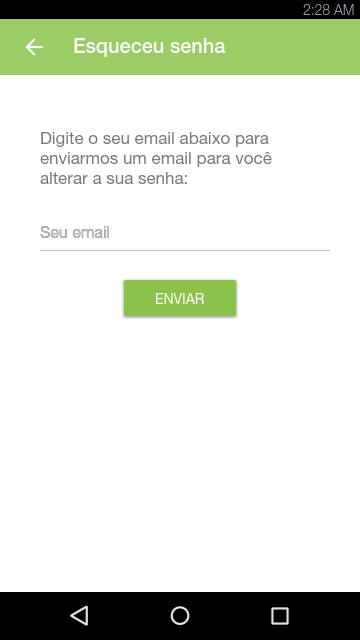 2:28 AM
Esqueceu senha
Digite o seu email abaixo para
enviarmos um email para você
alterar a sua senha:
Seu email
ENVIAR